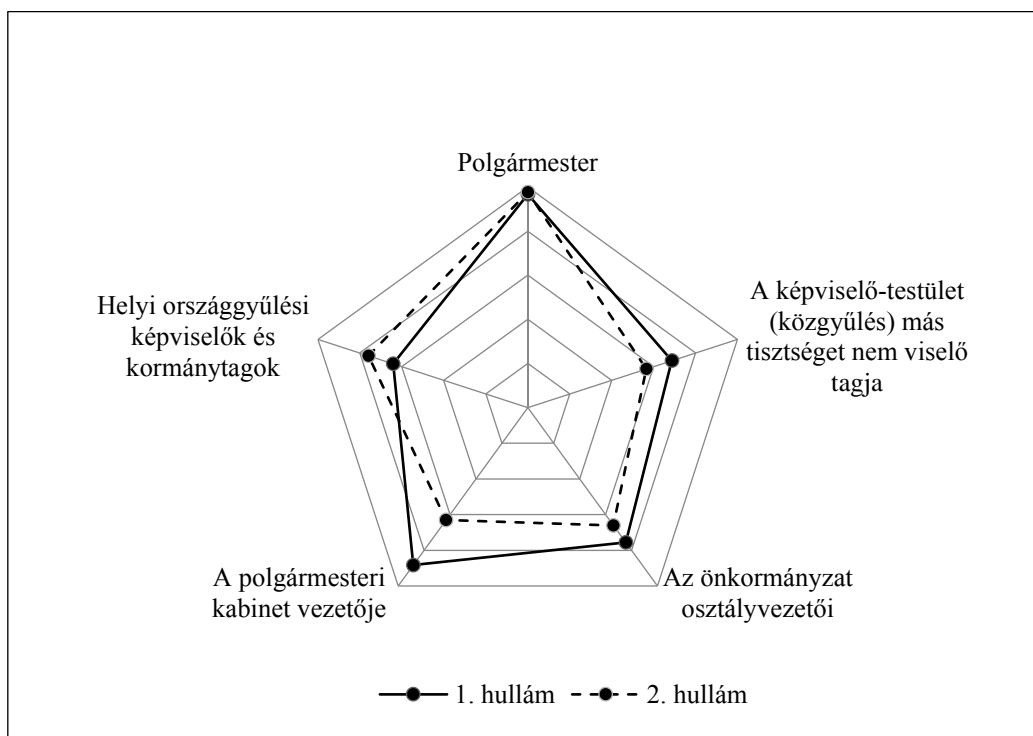 Polgármester
A képviselő-testület
(közgyűlés) más
tisztséget nem viselő
tagja
Az önkormányzat
osztályvezetői
A polgármesteri
kabinet vezetője
Helyi országgyűlési
képviselők és
kormánytagok
1. hullám
2. hullám